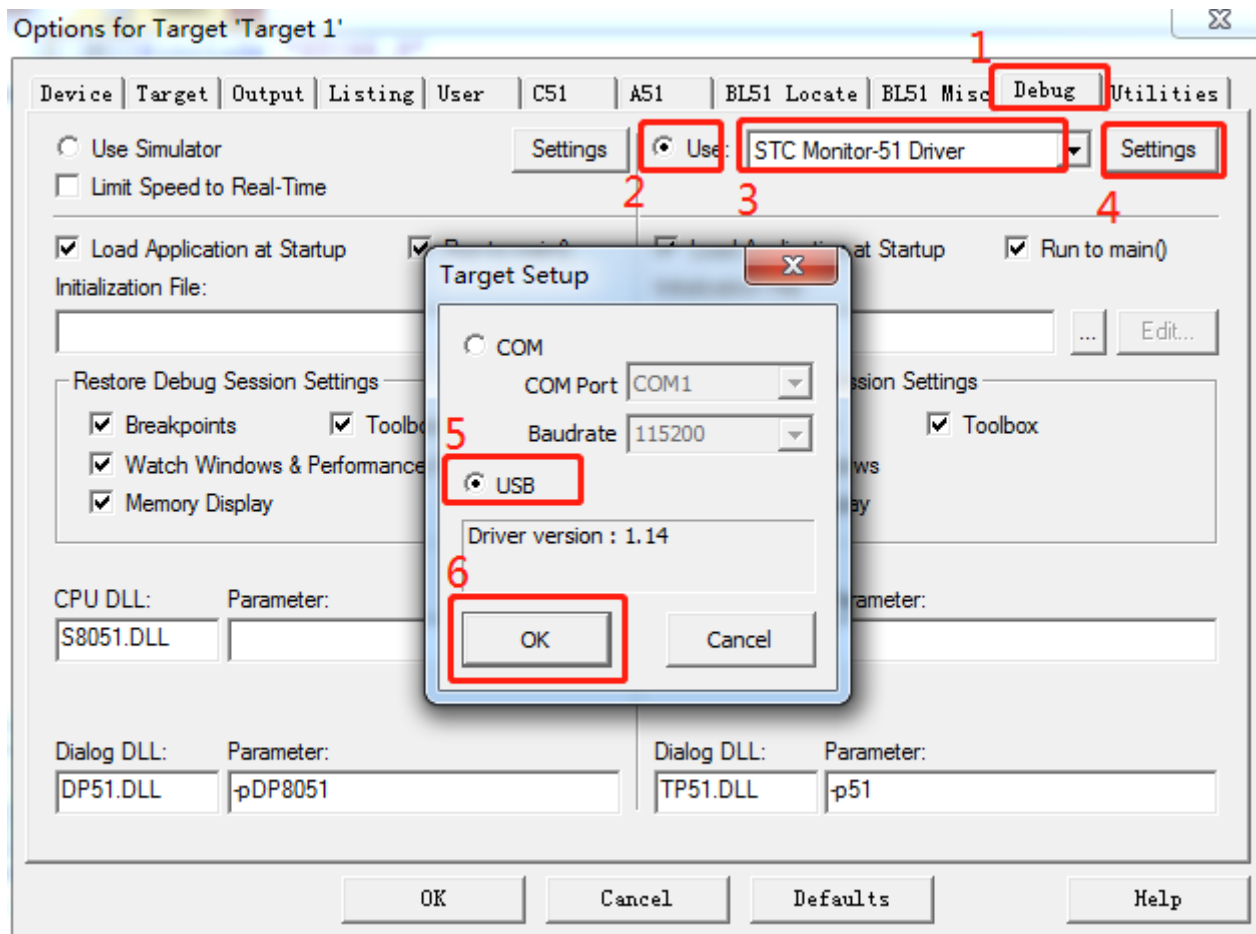 Options for Target 'Target 1'
1
Device Target Output Listing User C51 A51 BL51 Locate BL51 Misc Debug Utilities
Use Simulator Settings Use: STC Monitor-51 Driver Settings
Limit Speed to Real-Time
2 3 4
Load Application at Startup at Startup Run to main()
Initialization File:
... Edit...
Target Setup
COM
COM Port COM1
Baudrate 115200
5
USB
Driver version : 1.14
6
OK Cancel
Restore Debug Session Settings Settings
Breakpoints Toolbox
Watch Windows & Performance
Memory Display
CPU DLL: Parameter:
S8051.DLL
Dialog DLL: Parameter: Dialog DLL: Parameter:
DP51.DLL -pDP8051 TP51.DLL -p51
OK Cancel Defaults Help